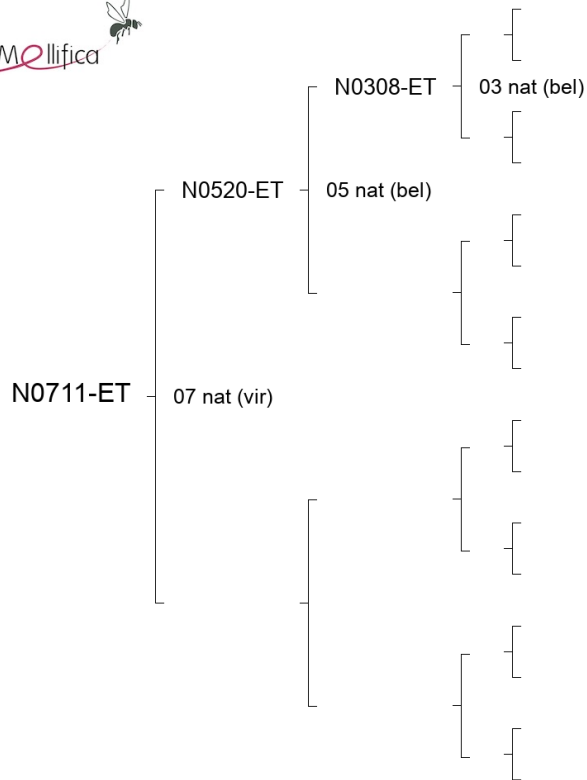 Mellifica
N0308-ET 03 nat (bel)
N0520-ET 05 nat (bel)
N0711-ET 07 nat (vir)